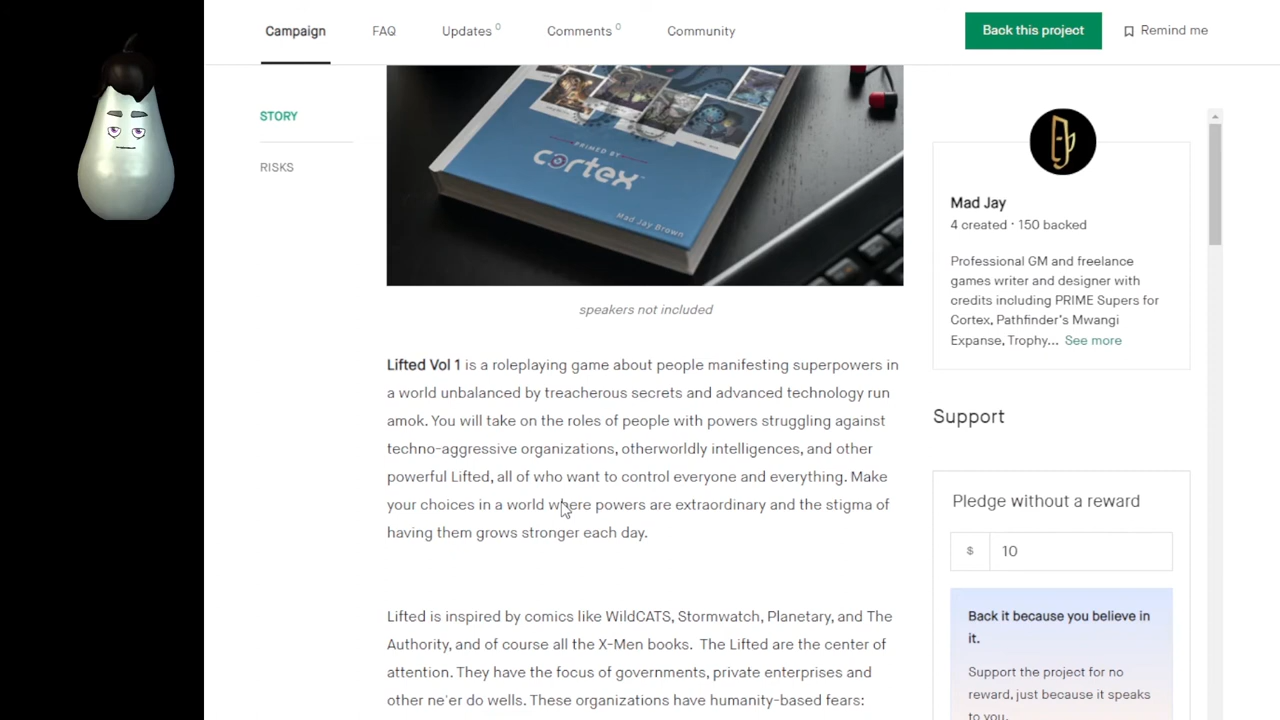 Campaign
FAQ
Updates 0
Comments 0
Community
Back this project
Remind me
STORY
RISKS
PRIMED BY
CORTEX
Mad Jay Brown
speakers not included
Lifted Vol 1 is a roleplaying game about people manifesting superpowers in
a world unbalanced by treacherous secrets and advanced technology run
amok. You will take on the roles of people with powers struggling against
techno-aggressive organizations, otherworldly intelligences, and other
powerful Lifted, all of who want to control everyone and everything. Make
your choices in a world where powers are extraordinary and the stigma of
having them grows stronger each day.
Lifted is inspired by comics like WildCATS, Stormwatch, Planetary, and The
Authority, and of course all the X-Men books. The Lifted are the center of
attention. They have the focus of governments, private enterprises and
other ne'er do wells. These organizations have humanity-based fears:
Mad Jay
4 created · 150 backed
Professional GM and freelance
games writer and designer with
credits including PRIME Supers for
Cortex, Pathfinder's Mwangi
Expanse, Trophy... See more
Support
Pledge without a reward
$ 10
Back it because you believe in
it.
Support the project for no
reward, just because it speaks
to you.